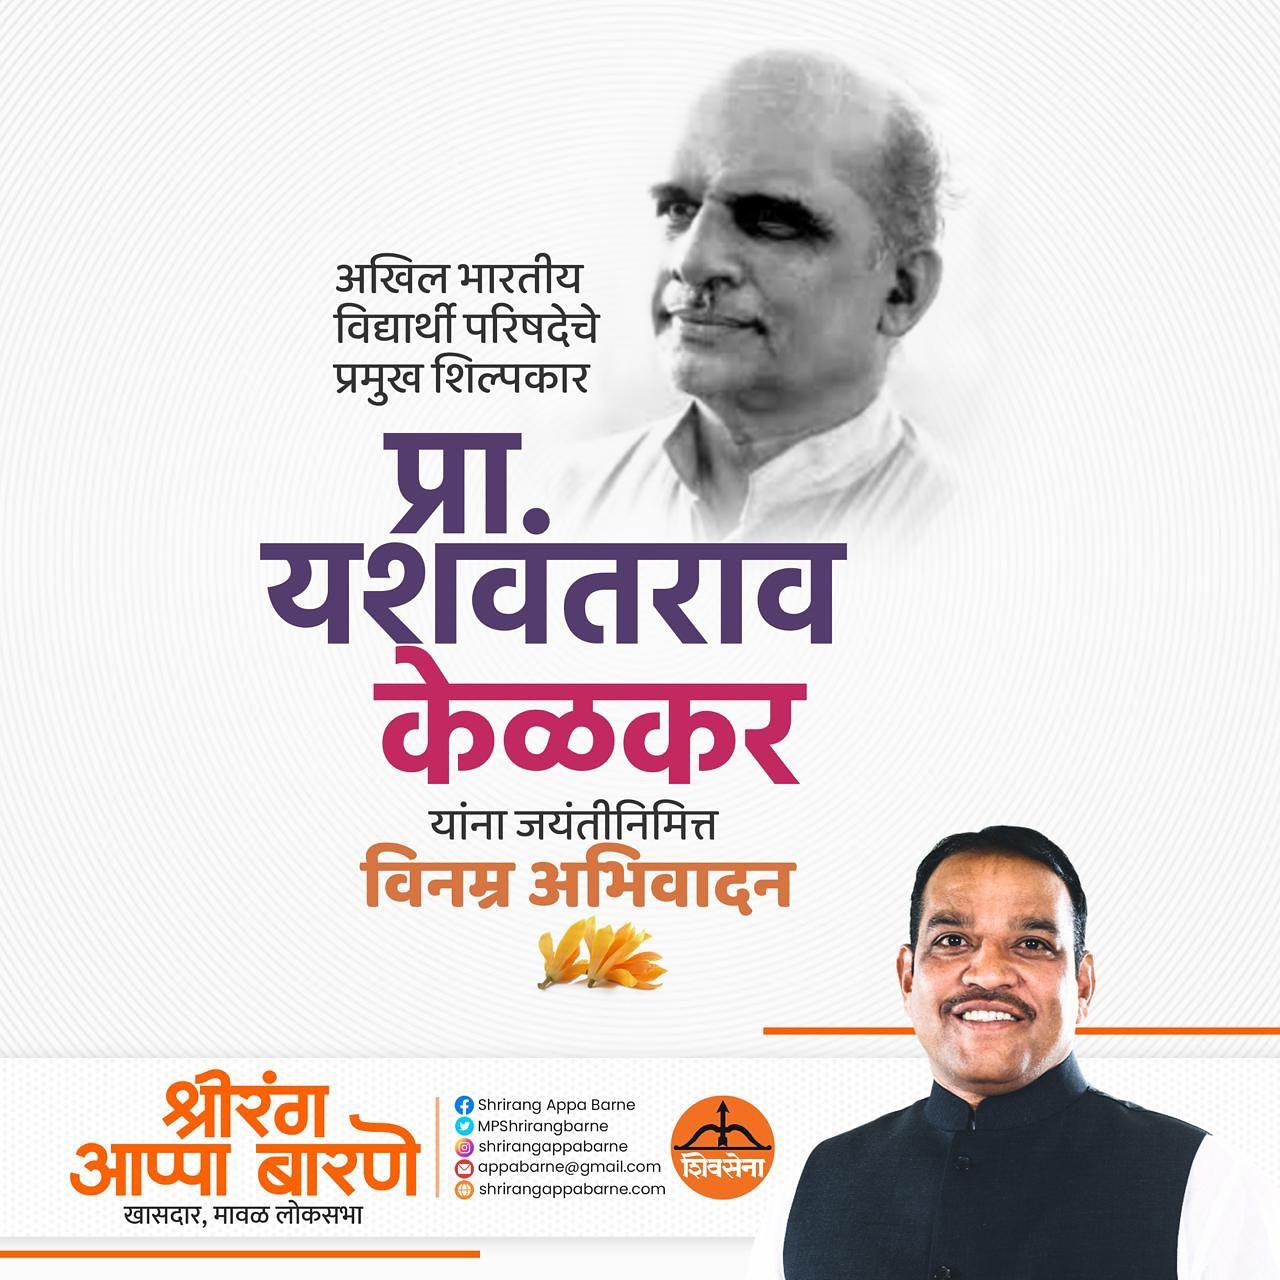 अखिल भारतीय
विद्यार्थी परिषदेचे
प्रमुख शिल्पकार
प्रा.
यशवंतराव
केळकर
यांना जयंतीनिमित्त
विनम्र अभिवादन
श्रीरंग
आप्पा बारणे
खासदार, मावळ लोकसभा
Shrirang Appa Barne
MPShrirangbarne
shrirangappabarne
appabarne@gmail.com
shrirangappabarne.com
शिवसेना